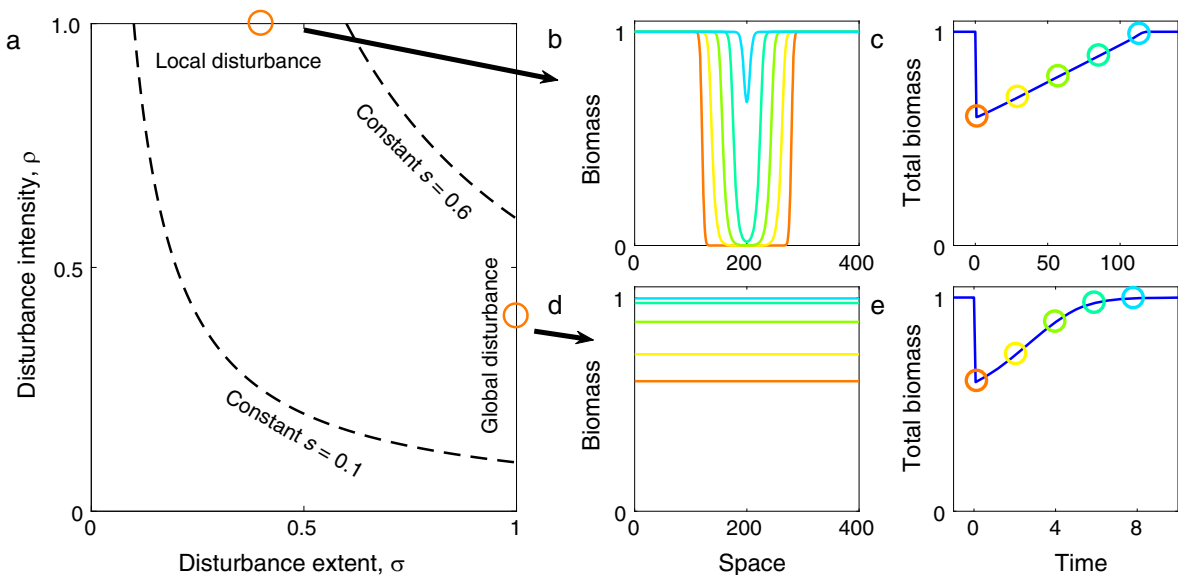 a
1.0
0.5
0
0
0.5
1
Disturbance intensity, ρ
Disturbance extent, σ
Local disturbance
Constant s = 0.6
Constant s = 0.1
Global disturbance
b
1
0
Biomass
0
200
400
c
1
0
Total biomass
0
50
100
d
1
0
Biomass
0
200
400
Space
e
1
0
Total biomass
0
4
8
Time